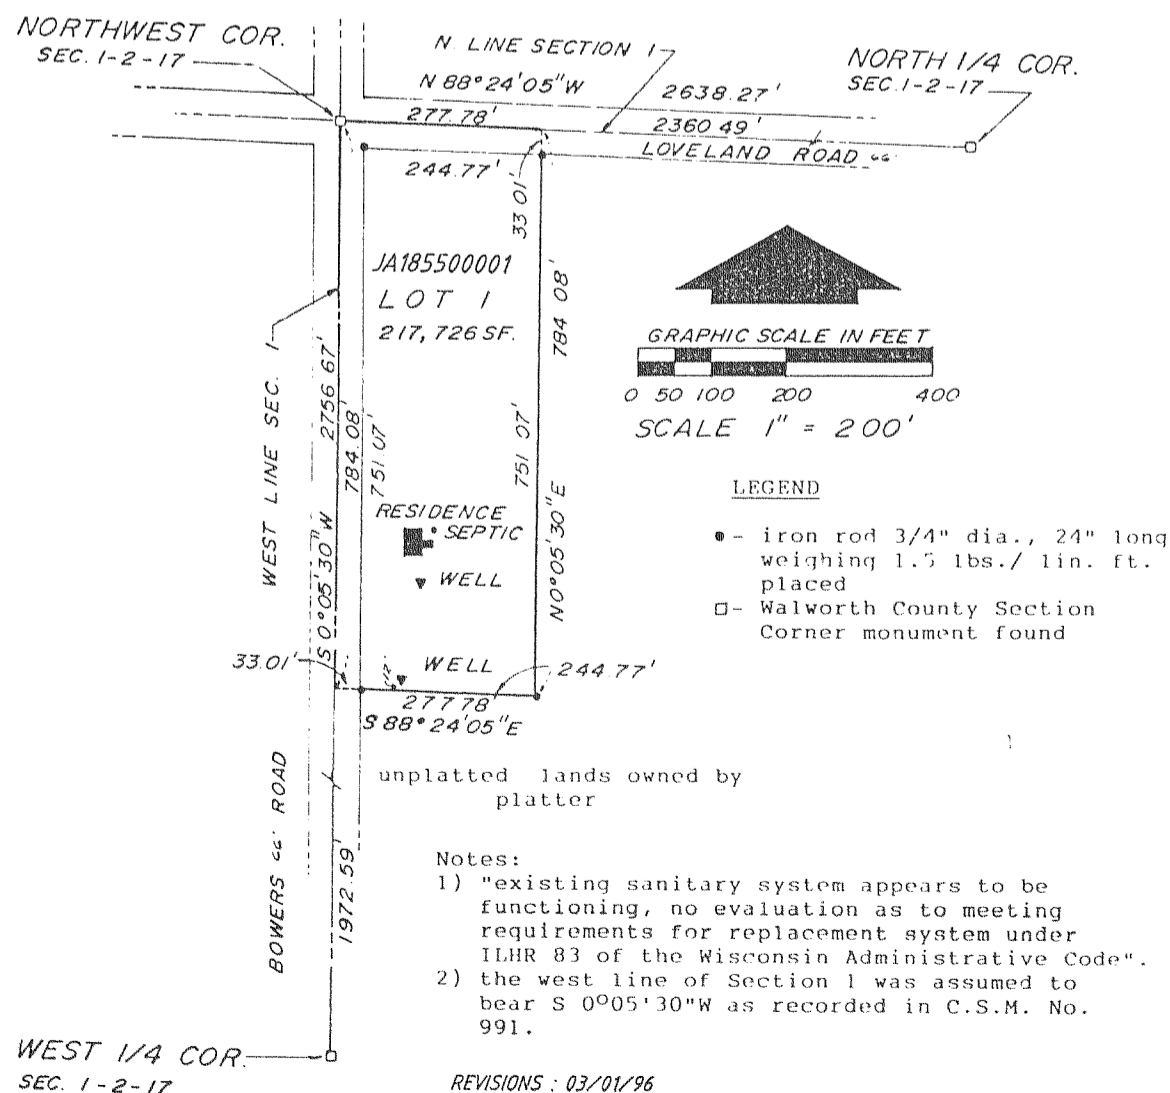 NORTHWEST COR.
SEC. 1-2-17
N. LINE SECTION 1
NORTH 1/4 COR.
SEC. 1-2-17
N 88°24'05"W
2638.27'
277.78'
2360.49'
LOVELAND ROAD 66'
244.77'
33.01'
JA185500001
LOT 1
217,726 SF.
784.08'
WEST LINE SEC. 1
2756.67'
784.08'
751.07'
751.07'
S 0°05'30"W
N 0°05'30"E
GRAPHIC SCALE IN FEET
0 50 100 200 400
SCALE 1" = 200'
RESIDENCE
SEPTIC
WELL
LEGEND
- iron rod 3/4" dia., 24" long
weighing 1.5 lbs./ lin. ft.
placed
- Walworth County Section
Corner monument found
33.01'
WELL
244.77'
277.78
S 88°24'05"E
BOWERS 66' ROAD
1972.59'
unplatted lands owned by
platter
Notes:
1) "existing sanitary system appears to be
functioning, no evaluation as to meeting
requirements for replacement system under
ILHR 83 of the Wisconsin Administrative Code".
2) the west line of Section 1 was assumed to
bear S 0°05'30"W as recorded in C.S.M. No.
991.
WEST 1/4 COR.
SEC. 1-2-17
REVISIONS : 03/01/96